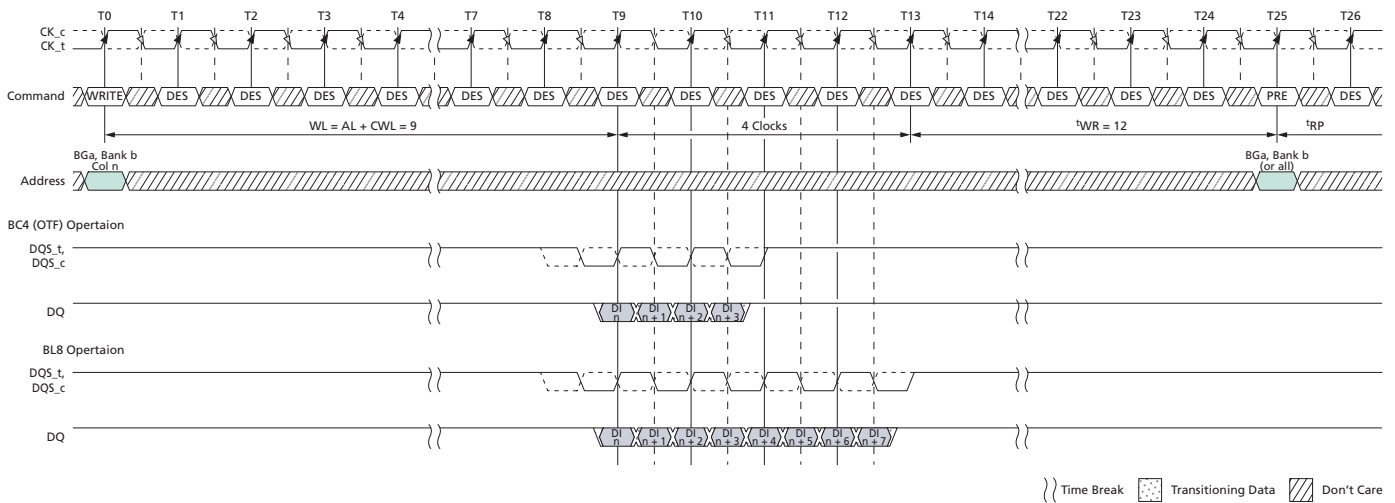 T0 T1 T2 T3 T4 T7 T8 T9 T10 T11 T12 T13 T14 T22 T23 T24 T25 T26
CK_c
CK_t
Command WRITE DES DES DES DES DES DES DES DES DES DES DES DES DES DES DES PRE DES
WL = AL + CWL = 9 4 Clocks tWR = 12 tRP
BGa, Bank b
Col n
BGa, Bank b
(or all)
Address
BC4 (OTF) Opertaion
DQS_t,
DQS_c
DQ DI n DI n + 1 DI n + 2 DI n + 3
BL8 Opertaion
DQS_t,
DQS_c
DQ DI n DI n + 1 DI n + 2 DI n + 3 DI n + 4 DI n + 5 DI n + 6 DI n + 7
Time Break Transitioning Data Don't Care